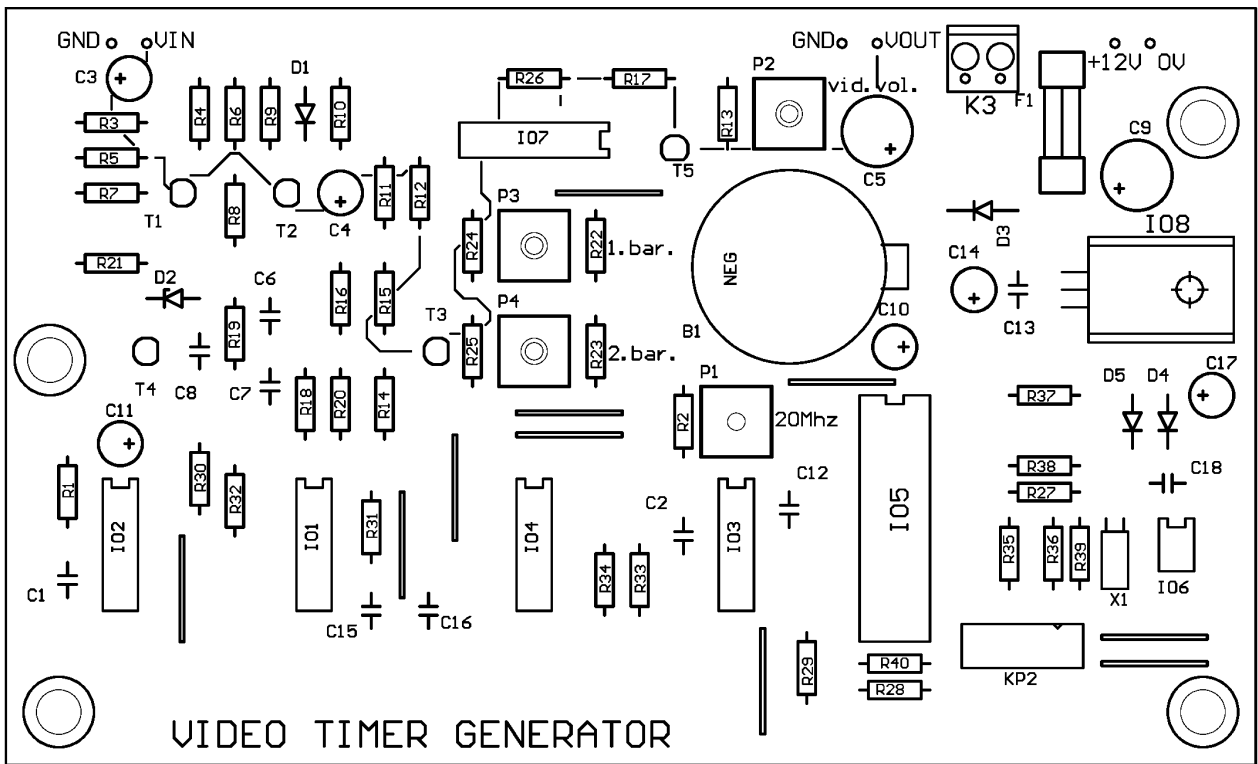 GND VIN
GND VOUT
+12V 0V
C3
D1
R26
R17
P2
vid.vol.
K3
F1
R3
R4
R6
R9
R10
R13
C9
IO7
R5
T5
C5
R7
T1
R8
T2
C4
R11
R12
P3
R24
R22
1.bar.
NEG
D3
IO8
C14
R21
D2
C6
R16
R15
P4
T3
B1
C10
C13
R19
R25
R23
2.bar.
T4
C8
C7
R18
R20
R14
P1
R2
20Mhz
R37
D5
D4
C17
C11
R1
R30
R32
R38
R27
C18
C12
IO2
IO1
R31
IO4
C2
IO3
IO5
R35
R36
R39
X1
IO6
C1
C15
C16
R34
R33
R29
R40
R28
KP2
VIDEO TIMER GENERATOR